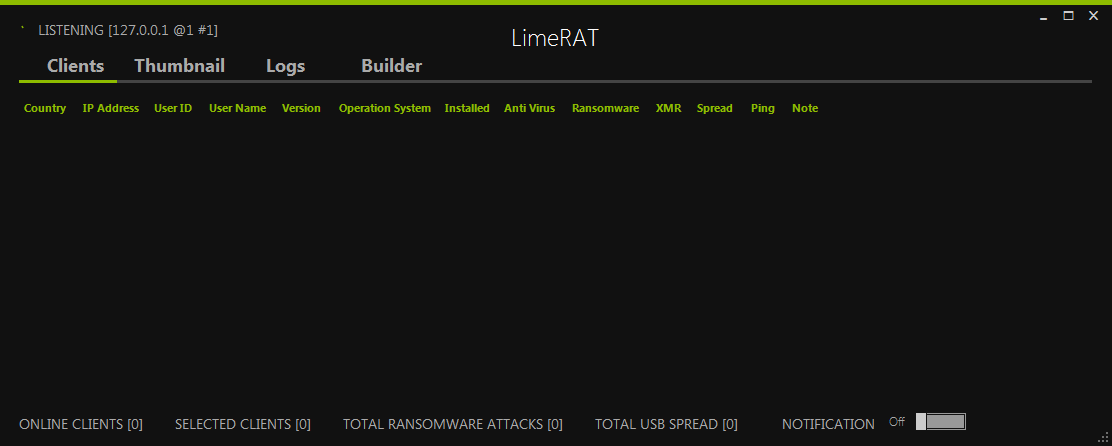 LISTENING [127.0.0.1 @1 #1]
LimeRAT
Clients Thumbnail Logs Builder
Country IP Address User ID User Name Version Operation System Installed Anti Virus Ransomware XMR Spread Ping Note
ONLINE CLIENTS [0] SELECTED CLIENTS [0] TOTAL RANSOMWARE ATTACKS [0] TOTAL USB SPREAD [0] NOTIFICATION Off